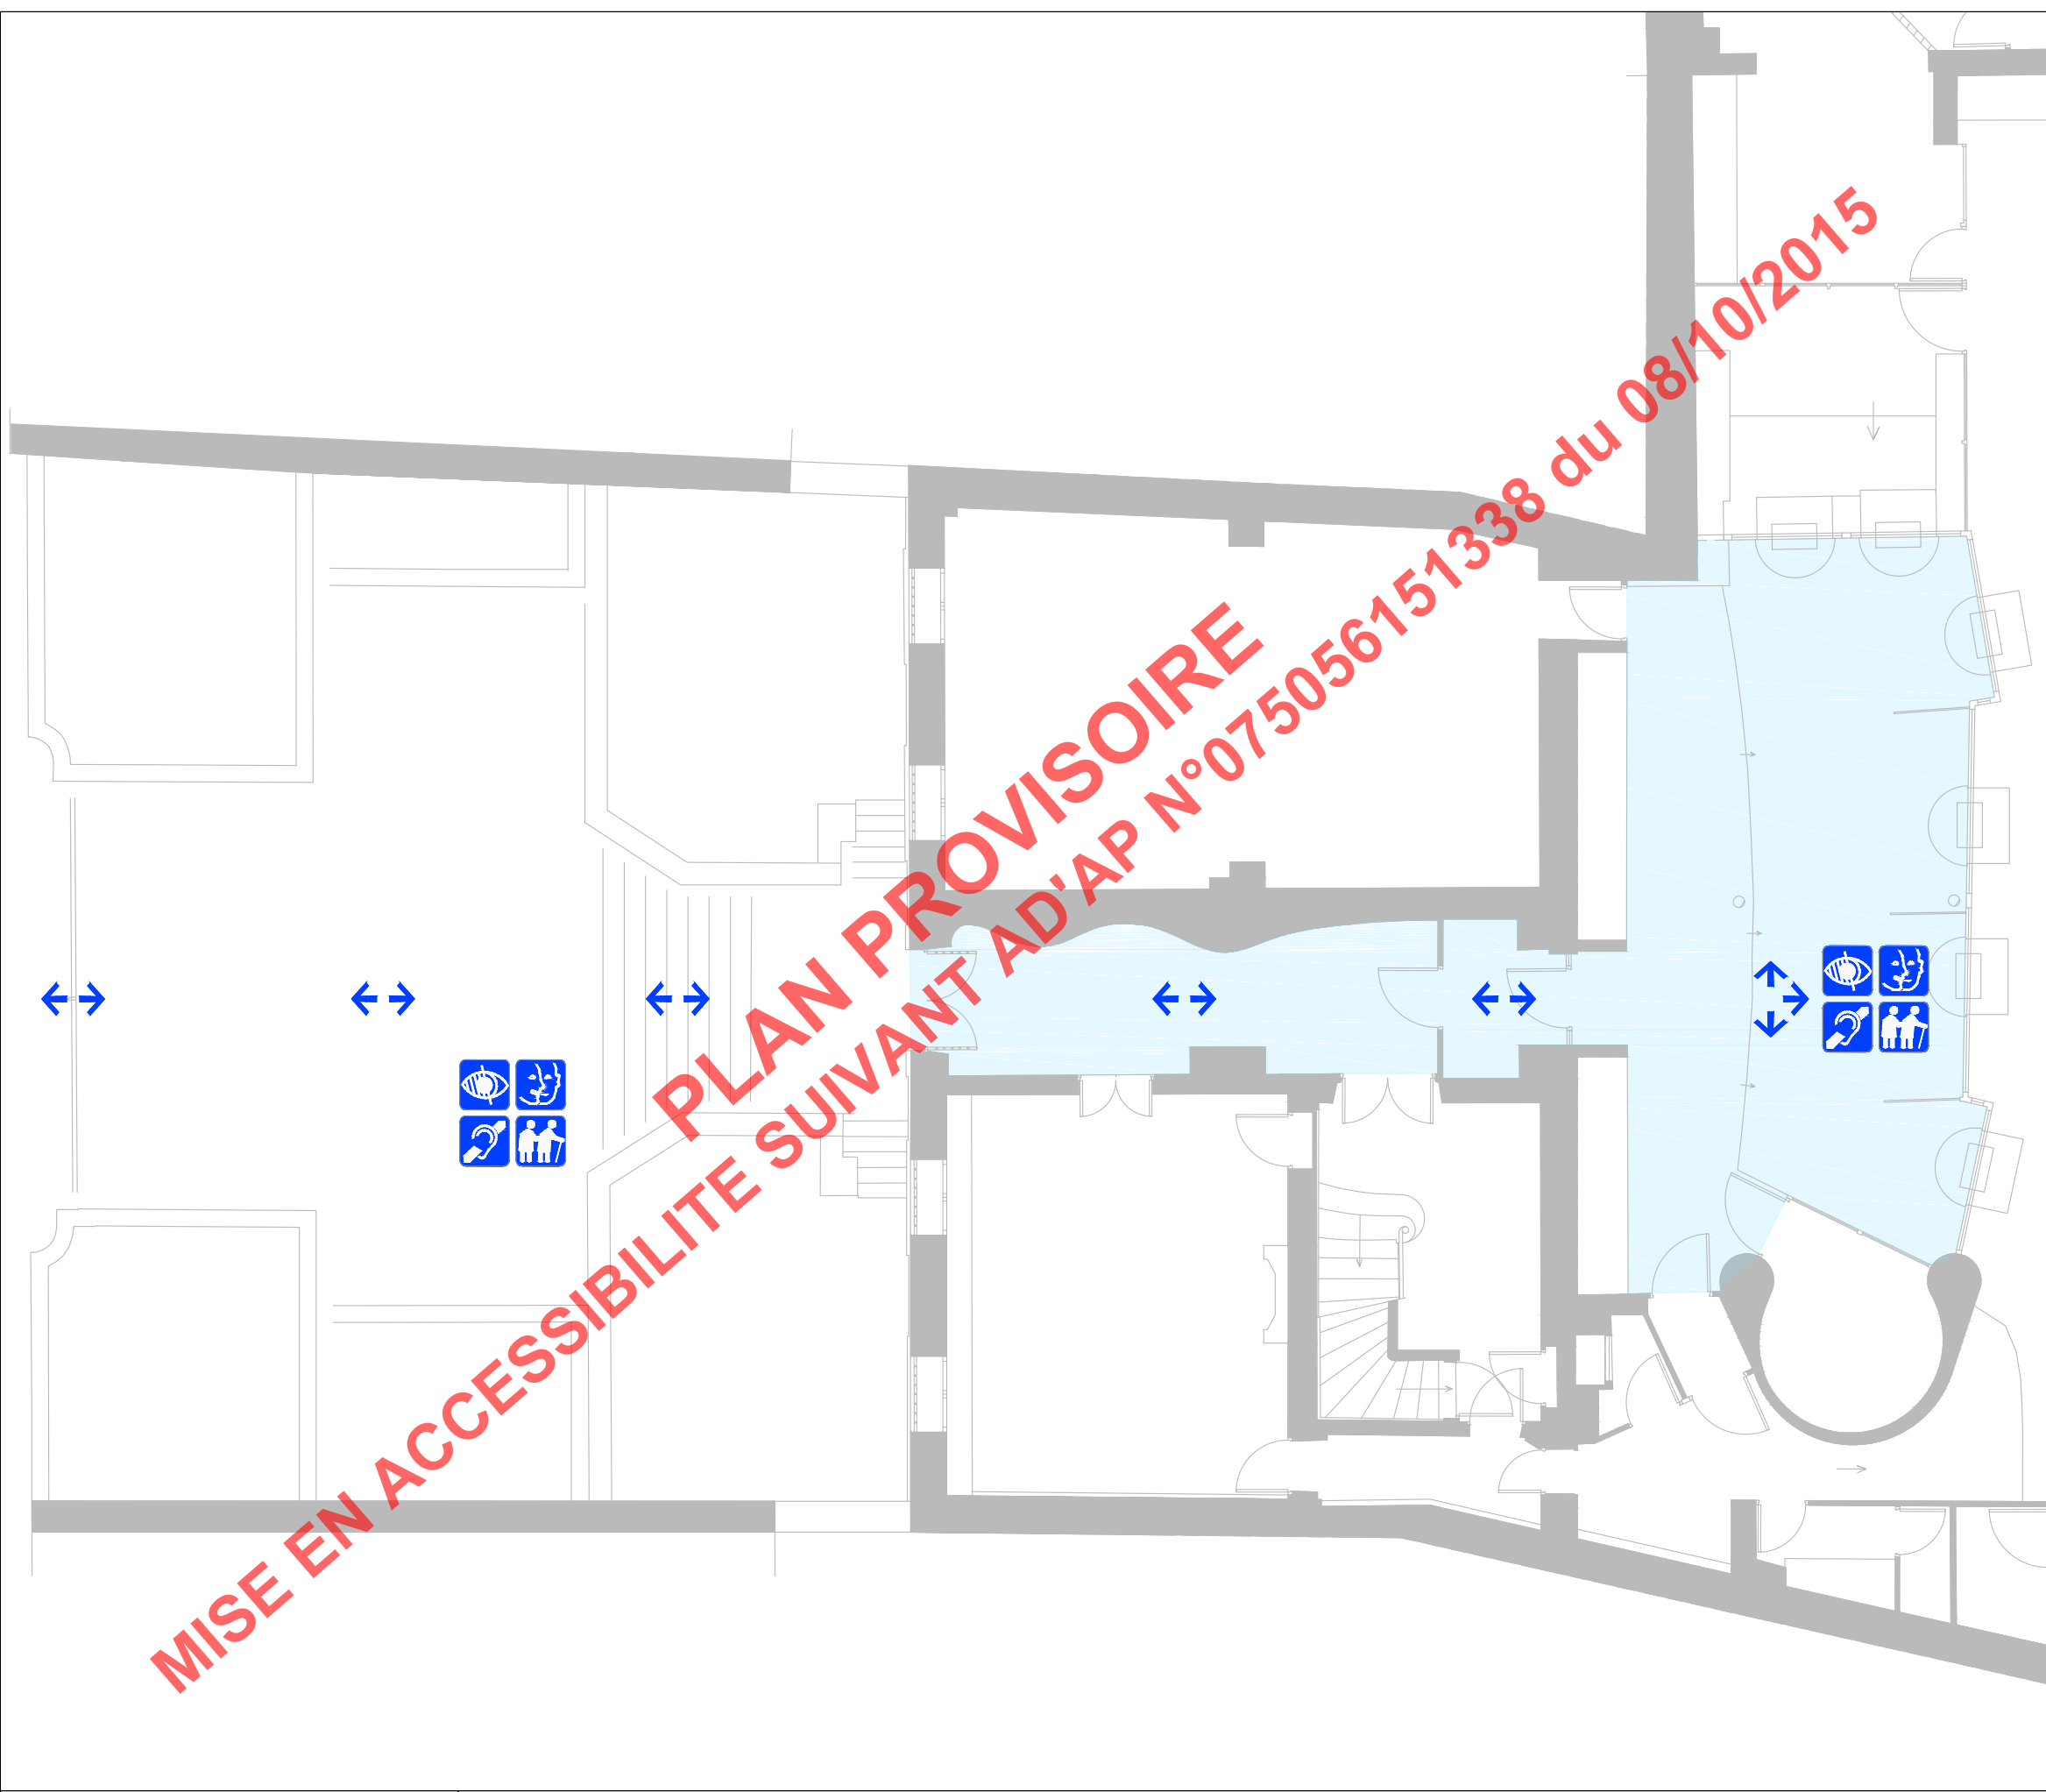 PLAN PROVISOIRE
MISE EN ACCESSIBILITE SUIVANT AD'AP N°0750561513338 du 08/10/2015